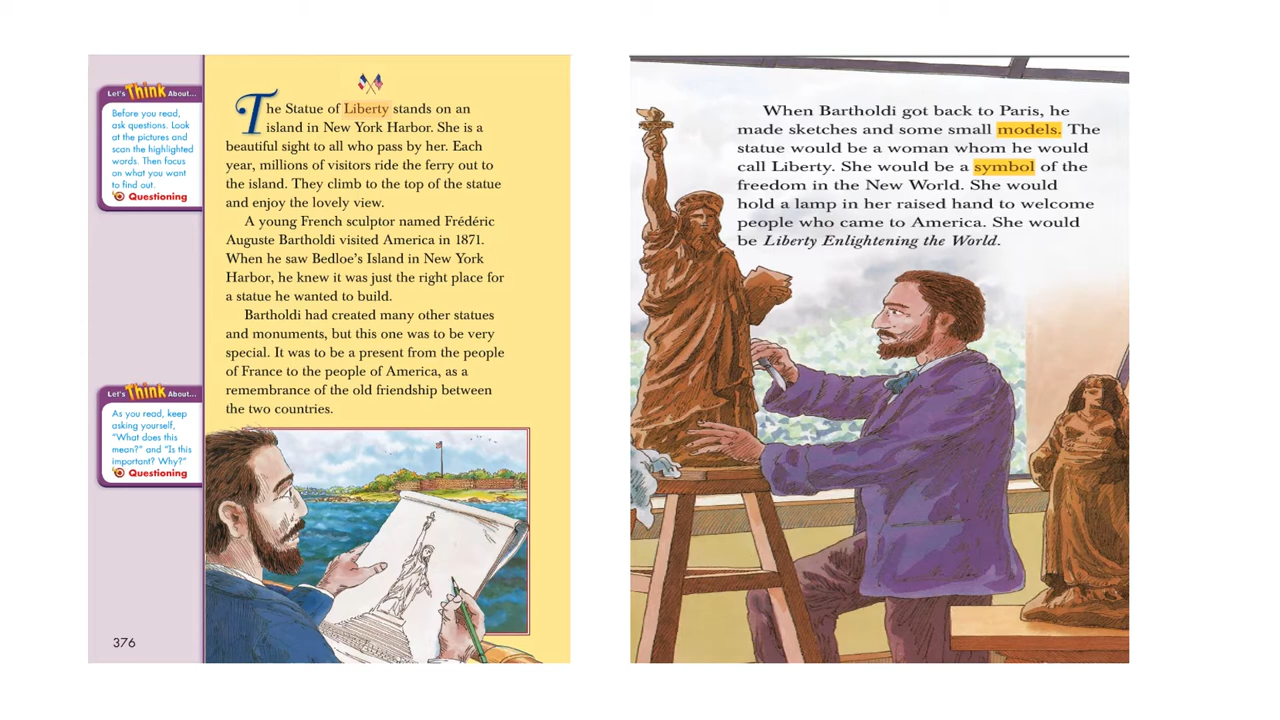 Let's Think About...
Before you read,
ask questions. Look
at the pictures and
scan the highlighted
words. Then focus
on what you want
to find out.
Questioning
Let's Think About...
As you read, keep
asking yourself,
“What does this
mean?” and “Is this
important? Why?”
Questioning
376
The Statue of Liberty stands on an
island in New York Harbor. She is a
beautiful sight to all who pass by her. Each
year, millions of visitors ride the ferry out to
the island. They climb to the top of the statue
and enjoy the lovely view.
A young French sculptor named Frédéric
Auguste Bartholdi visited America in 1871.
When he saw Bedloe’s Island in New York
Harbor, he knew it was just the right place for
a statue he wanted to build.
Bartholdi had created many other statues
and monuments, but this one was to be very
special. It was to be a present from the people
of France to the people of America, as a
remembrance of the old friendship between
the two countries.
When Bartholdi got back to Paris, he
made sketches and some small models. The
statue would be a woman whom he would
call Liberty. She would be a symbol of the
freedom in the New World. She would
hold a lamp in her raised hand to welcome
people who came to America. She would
be Liberty Enlightening the World.